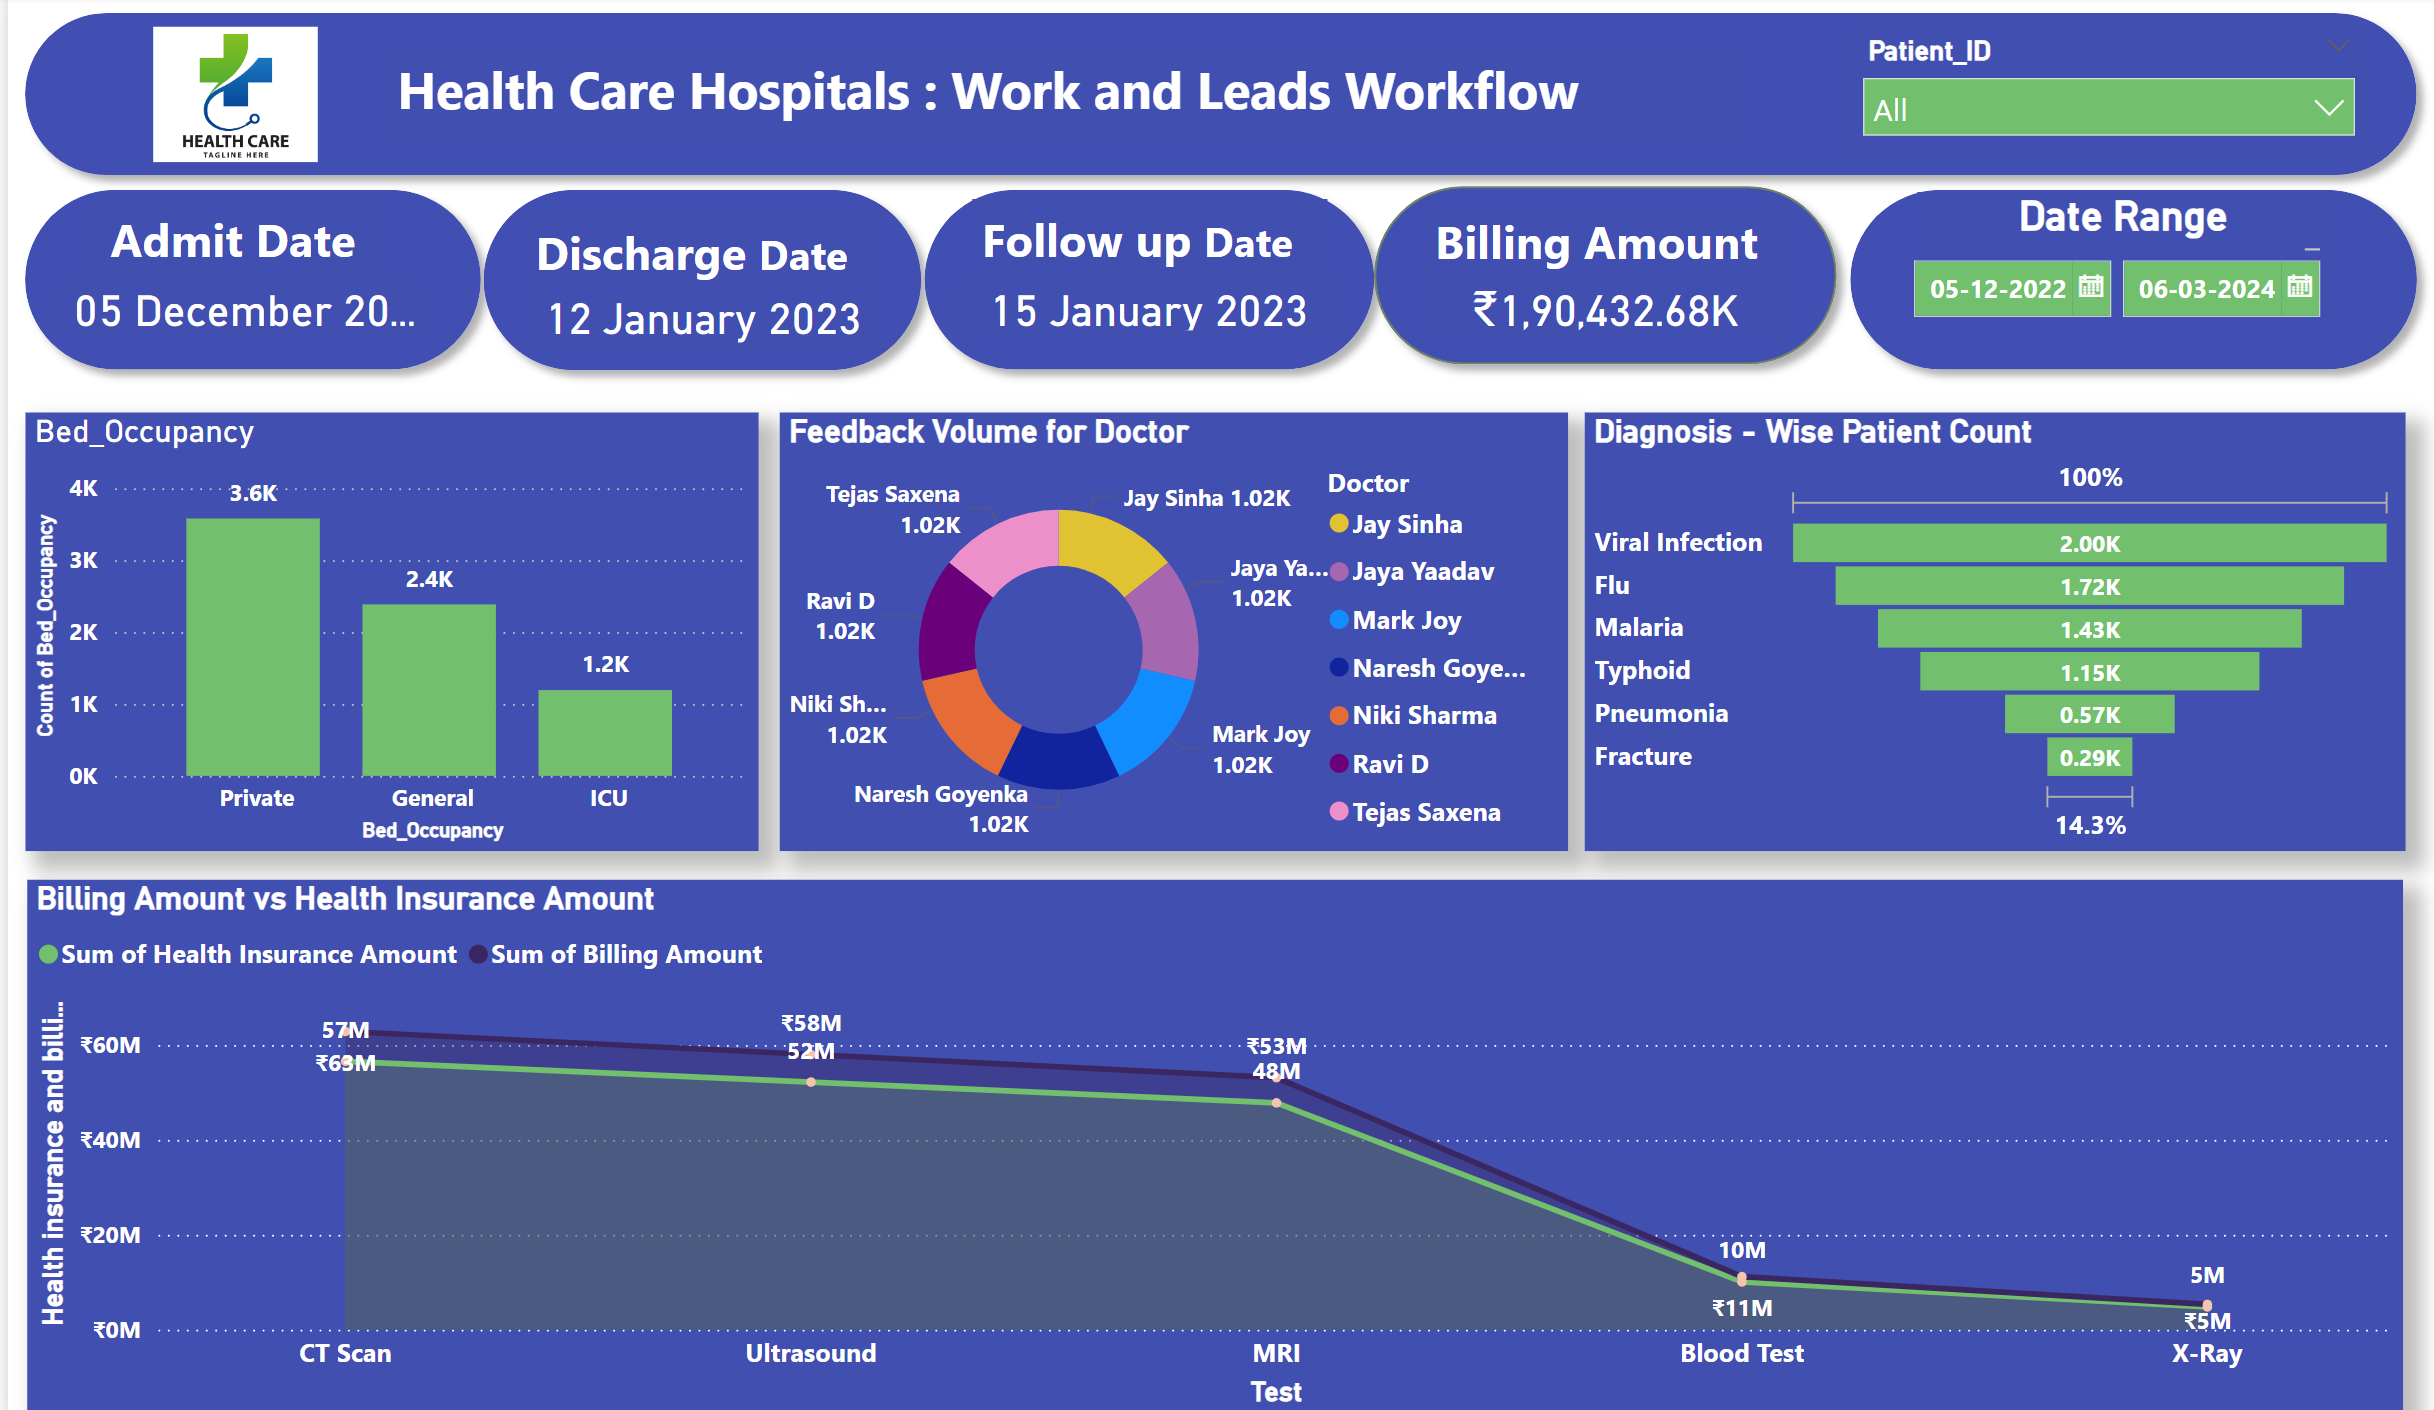 HEALTH CARE
TAGLINE HERE
Health Care Hospitals : Work and Leads Workflow
Patient_ID
All
Admit Date
05 December 20...
Discharge Date
12 January 2023
Follow up Date
15 January 2023
Billing Amount
₹1,90,432.68K
Date Range
05-12-2022
06-03-2024
Bed_Occupancy
Count of Bed_Occupancy
4K
3K
2K
1K
0K
3.6K
2.4K
1.2K
Private
General
ICU
Bed_Occupancy
Feedback Volume for Doctor
Tejas Saxena
1.02K
Jay Sinha 1.02K
Jaya Ya...
1.02K
Ravi D
1.02K
Niki Sh...
1.02K
Mark Joy
1.02K
Naresh Goyenka
1.02K
Doctor
Jay Sinha
Jaya Yaadav
Mark Joy
Naresh Goye...
Niki Sharma
Ravi D
Tejas Saxena
Diagnosis - Wise Patient Count
100%
Viral Infection 2.00K
Flu 1.72K
Malaria 1.43K
Typhoid 1.15K
Pneumonia 0.57K
Fracture 0.29K
14.3%
Billing Amount vs Health Insurance Amount
Sum of Health Insurance Amount
Sum of Billing Amount
Health insurance and billi...
₹60M
₹40M
₹20M
₹0M
57M
₹63M
₹58M
52M
₹53M
48M
10M
₹11M
5M
₹5M
CT Scan
Ultrasound
MRI
Blood Test
X-Ray
Test